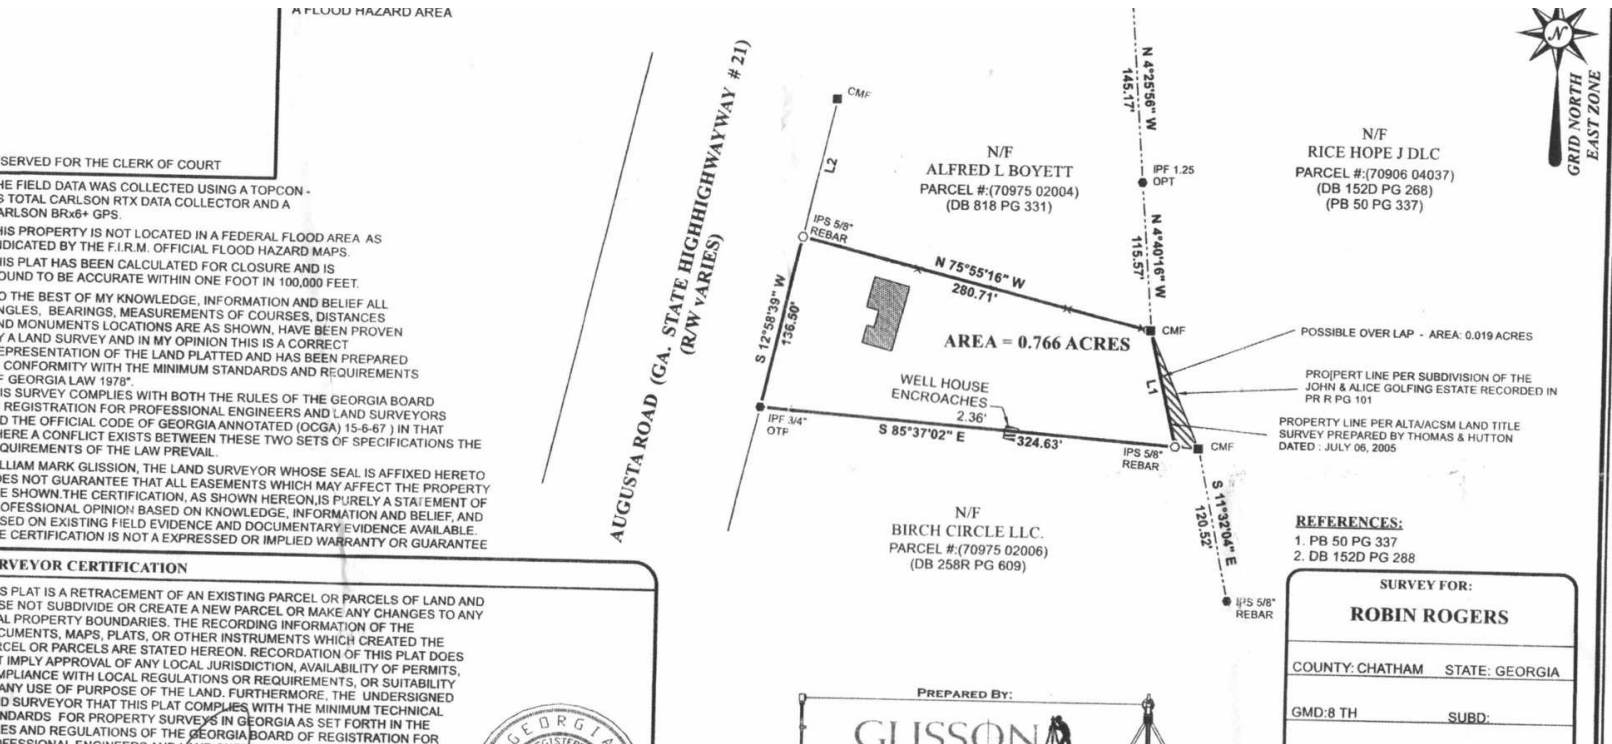 A FLOOD HAZARD AREA
SERVED FOR THE CLERK OF COURT
HE FIELD DATA WAS COLLECTED USING A TOPCON -
S TOTAL CARLSON RTX DATA COLLECTOR AND A
ARLSON BRx6+ GPS.
HIS PROPERTY IS NOT LOCATED IN A FEDERAL FLOOD AREA AS
DICATED BY THE F.I.R.M. OFFICIAL FLOOD HAZARD MAPS.
IS PLAT HAS BEEN CALCULATED FOR CLOSURE AND IS
OUND TO BE ACCURATE WITHIN ONE FOOT IN 100,000 FEET.
O THE BEST OF MY KNOWLEDGE, INFORMATION AND BELIEF ALL
NGLES, BEARINGS, MEASUREMENTS OF COURSES, DISTANCES
ND MONUMENTS LOCATIONS ARE AS SHOWN, HAVE BEEN PROVEN
Y A LAND SURVEY AND IN MY OPINION THIS IS A CORRECT
EPRESENTATION OF THE LAND PLATTED AND HAS BEEN PREPARED
CONFORMITY WITH THE MINIMUM STANDARDS AND REQUIREMENTS
F GEORGIA LAW 1978".
IS SURVEY COMPLIES WITH BOTH THE RULES OF THE GEORGIA BOARD
REGISTRATION FOR PROFESSIONAL ENGINEERS AND LAND SURVEYORS
D THE OFFICIAL CODE OF GEORGIA ANNOTATED (OCGA) 15-6-67 ) IN THAT
HERE A CONFLICT EXISTS BETWEEN THESE TWO SETS OF SPECIFICATIONS THE
QUIREMENTS OF THE LAW PREVAIL.
LLIAM MARK GLISSION, THE LAND SURVEYOR WHOSE SEAL IS AFFIXED HERETO
OES NOT GUARANTEE THAT ALL EASEMENTS WHICH MAY AFFECT THE PROPERTY
E SHOWN.THE CERTIFICATION, AS SHOWN HEREON,IS PURELY A STATEMENT OF
OFESSIONAL OPINION BASED ON KNOWLEDGE, INFORMATION AND BELIEF, AND
SED ON EXISTING FIELD EVIDENCE AND DOCUMENTARY EVIDENCE AVAILABLE.
E CERTIFICATION IS NOT A EXPRESSED OR IMPLIED WARRANTY OR GUARANTEE
RVEYOR CERTIFICATION
S PLAT IS A RETRACEMENT OF AN EXISTING PARCEL OR PARCELS OF LAND AND
SE NOT SUBDIVIDE OR CREATE A NEW PARCEL OR MAKE ANY CHANGES TO ANY
AL PROPERTY BOUNDARIES. THE RECORDING INFORMATION OF THE
CUMENTS, MAPS, PLATS, OR OTHER INSTRUMENTS WHICH CREATED THE
RCEL OR PARCELS ARE STATED HEREON. RECORDATION OF THIS PLAT DOES
T IMPLY APPROVAL OF ANY LOCAL JURISDICTION, AVAILABILITY OF PERMITS,
MPLIANCE WITH LOCAL REGULATIONS OR REQUIREMENTS, OR SUITABILITY
ANY USE OF PURPOSE OF THE LAND. FURTHERMORE, THE UNDERSIGNED
D SURVEYOR THAT THIS PLAT COMPLIES WITH THE MINIMUM TECHNICAL
NDARDS FOR PROPERTY SURVEYS IN GEORGIA AS SET FORTH IN THE
ES AND REGULATIONS OF THE GEORGIA BOARD OF REGISTRATION FOR
GEORGIA
AUGUSTA ROAD (GA. STATE HIGHHIGHWAYWAY # 21)
(R/W VARIES)
CMF
L2
IPS 5/8"
REBAR
S 12°58'39" W
136.50'
IPF 3/4"
OTP
N/F
ALFRED L BOYETT
PARCEL #:(70975 02004)
(DB 818 PG 331)
N 75°55'16" W
280.71'
AREA = 0.766 ACRES
WELL HOUSE
ENCROACHES
2.36'
S 85°37'02" E
324.63'
IPS 5/8"
REBAR
N/F
BIRCH CIRCLE LLC.
PARCEL #:(70975 02006)
(DB 258R PG 609)
N 4°25'56" W
145.17'
IPF 1.25
OPT
N 4°40'16" W
115.57'
CMF
L1
CMF
S 11°32'04" E
120.52'
IPS 5/8"
REBAR
N/F
RICE HOPE J DLC
PARCEL #:(70906 04037)
(DB 152D PG 268)
(PB 50 PG 337)
N
GRID NORTH
EAST ZONE
POSSIBLE OVER LAP - AREA: 0.019 ACRES
PRO[PERT LINE PER SUBDIVISION OF THE
JOHN & ALICE GOLFING ESTATE RECORDED IN
PR R PG 101
PROPERTY LINE PER ALTA/ACSM LAND TITLE
SURVEY PREPARED BY THOMAS & HUTTON
DATED : JULY 06, 2005
REFERENCES:
1. PB 50 PG 337
2. DB 152D PG 288
SURVEY FOR:
ROBIN ROGERS
COUNTY: CHATHAM STATE: GEORGIA
GMD:8 TH SUBD:
PREPARED BY:
GLISSON